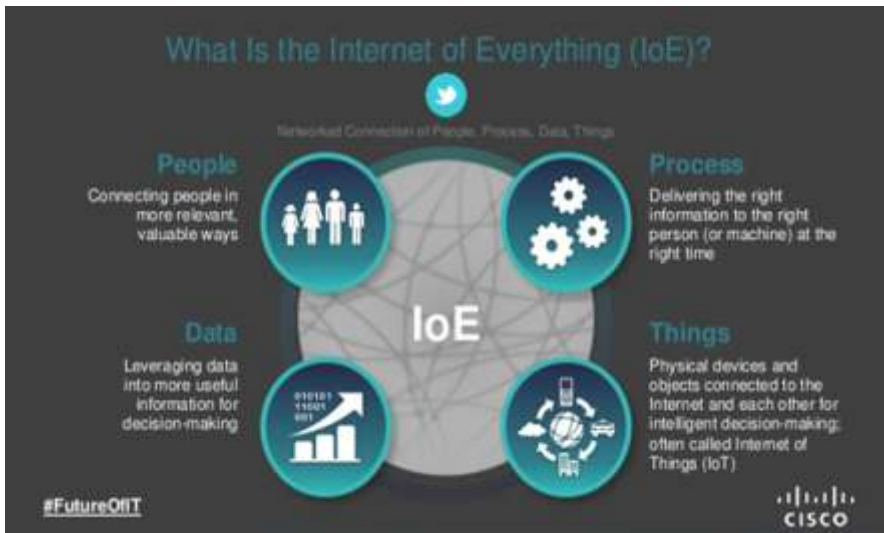 What Is the Internet of Everything (IoE)?
Networked Connection of People, Process, Data, Things
People
Connecting people in
more relevant,
valuable ways
Process
Delivering the right
information to the right
person (or machine) at the
right time
IoE
Data
Leveraging data
into more useful
information for
decision-making
010101
11001
001
Things
Physical devices and
objects connected to the
Internet and each other for
intelligent decision-making;
often called Internet of
Things (IoT)
#FutureOfIT
CISCO